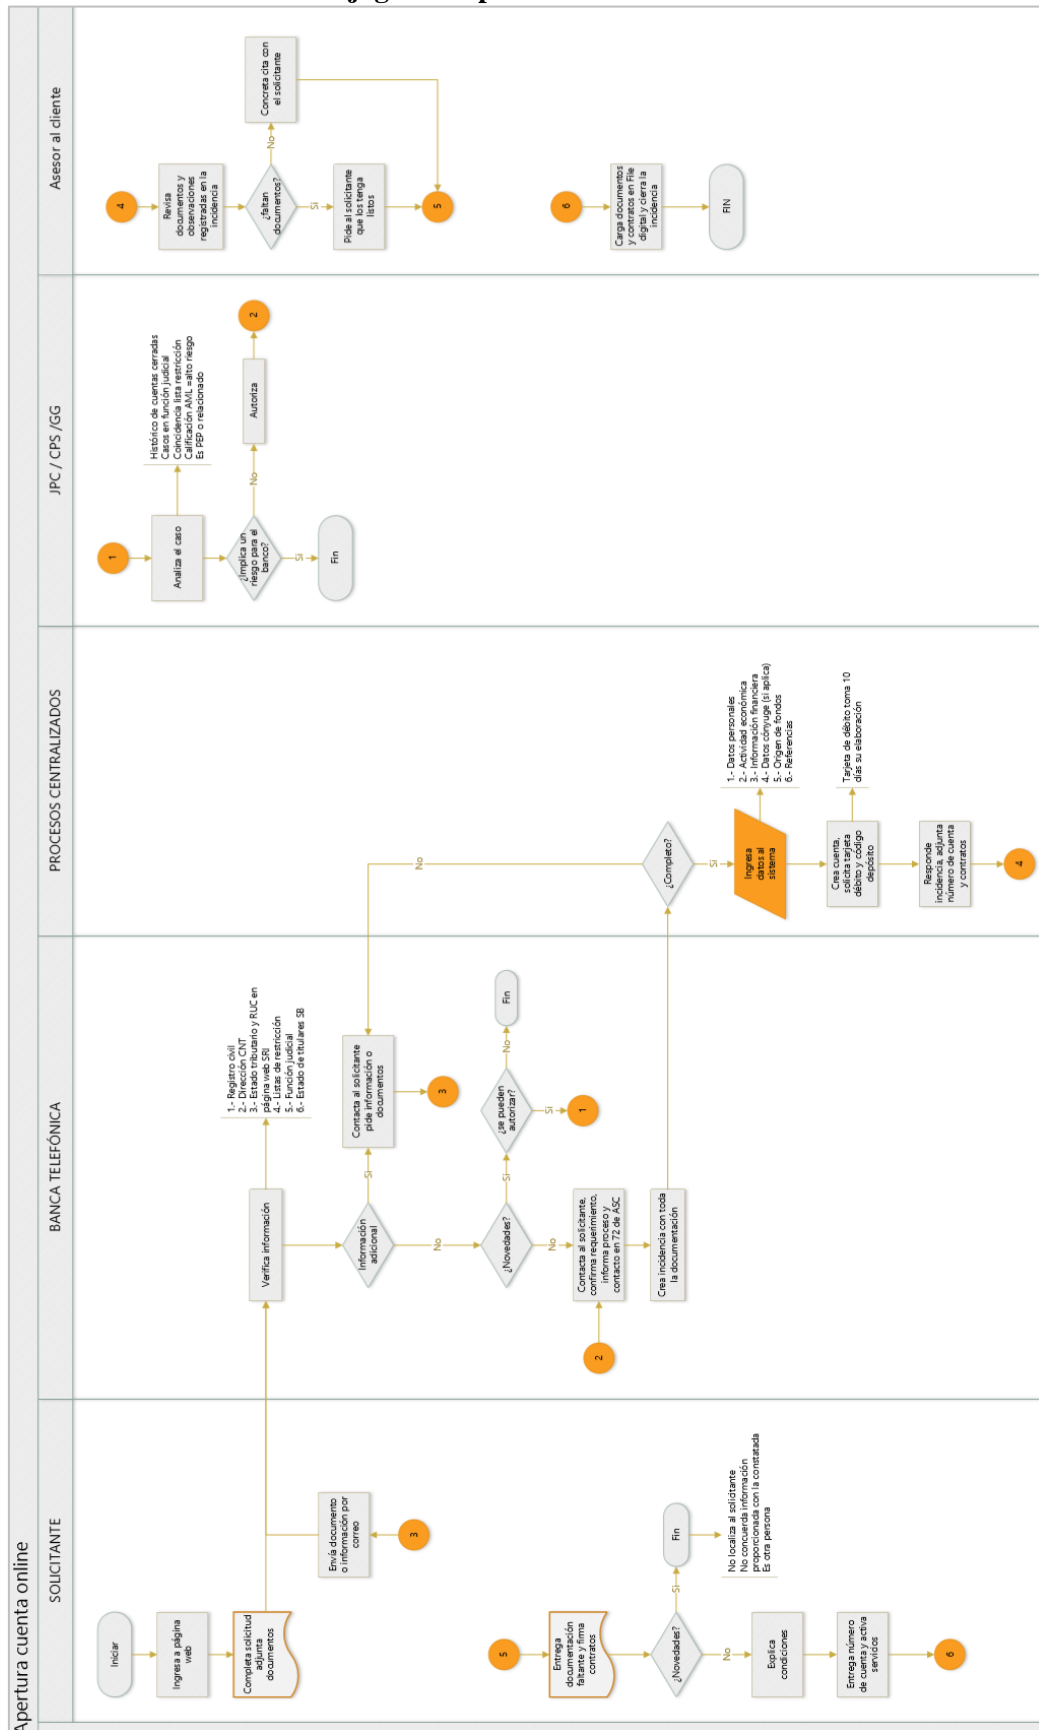 Apertura cuenta online
SOLICITANTE
Iniciar
Ingresa a página
web
Completa solicitud
adjunta
documentos
Envía documento
o información por
correo
3
5
Entrega
documentación
faltante y firma
contratos
¿Novedades?
Si
Fin
No localiza al solicitante
No concuerda información
proporcionada con la constatada
Es otra persona
No
Explica
condiciones
Entrega número
de cuenta y activa
servicios
6
BANCA TELEFÓNICA
Verifica información
1.- Registro civil
2.- Dirección CNT
3.- Estado tributario y RUC en
página web SRI
4.- Listas de restricción
5.- Función judicial
6.- Estado de titulares SB
Información
adicional
Si
Contacta al solicitante
pide información o
documentos
3
No
¿Novedades?
Si
¿se pueden
autorizar?
No
Fin
Si
1
No
Contacta al solicitante,
confirma requerimiento,
informa proceso y
contacto en 72 de ASC
2
Crea incidencia con toda
la documentación
PROCESOS CENTRALIZADOS
¿Completo?
No
Si
Ingresa
datos al
sistema
1.- Datos personales
2.- Actividad económica
3.- Información financiera
4.- Datos cónyuge (si aplica)
5.- Origen de fondos
6.- Referencias
Crea cuenta,
solicita tarjeta
débito y código
depósito
Tarjeta de débito toma 10
días su elaboración
Responde
incidencia, adjunta
número de cuenta
y contratos
4
JPC / CPS /GG
1
Analiza el caso
Histórico de cuentas cerradas
Casos en función judicial
Coincidencia lista restricción
Calificación AML =alto riesgo
Es PEP o relacionado
¿Implica un
riesgo para el
banco?
No
Autoriza
2
Si
Fin
Asesor al cliente
4
Revisa
documentos y
observaciones
registradas en la
incidencia
¿faltan
documentos?
No
Concreta cita con
el solicitante
Si
Pide al solicitante
que los tenga
listos
5
6
Carga documentos
y contratos en File
digital y cierra la
incidencia
FIN